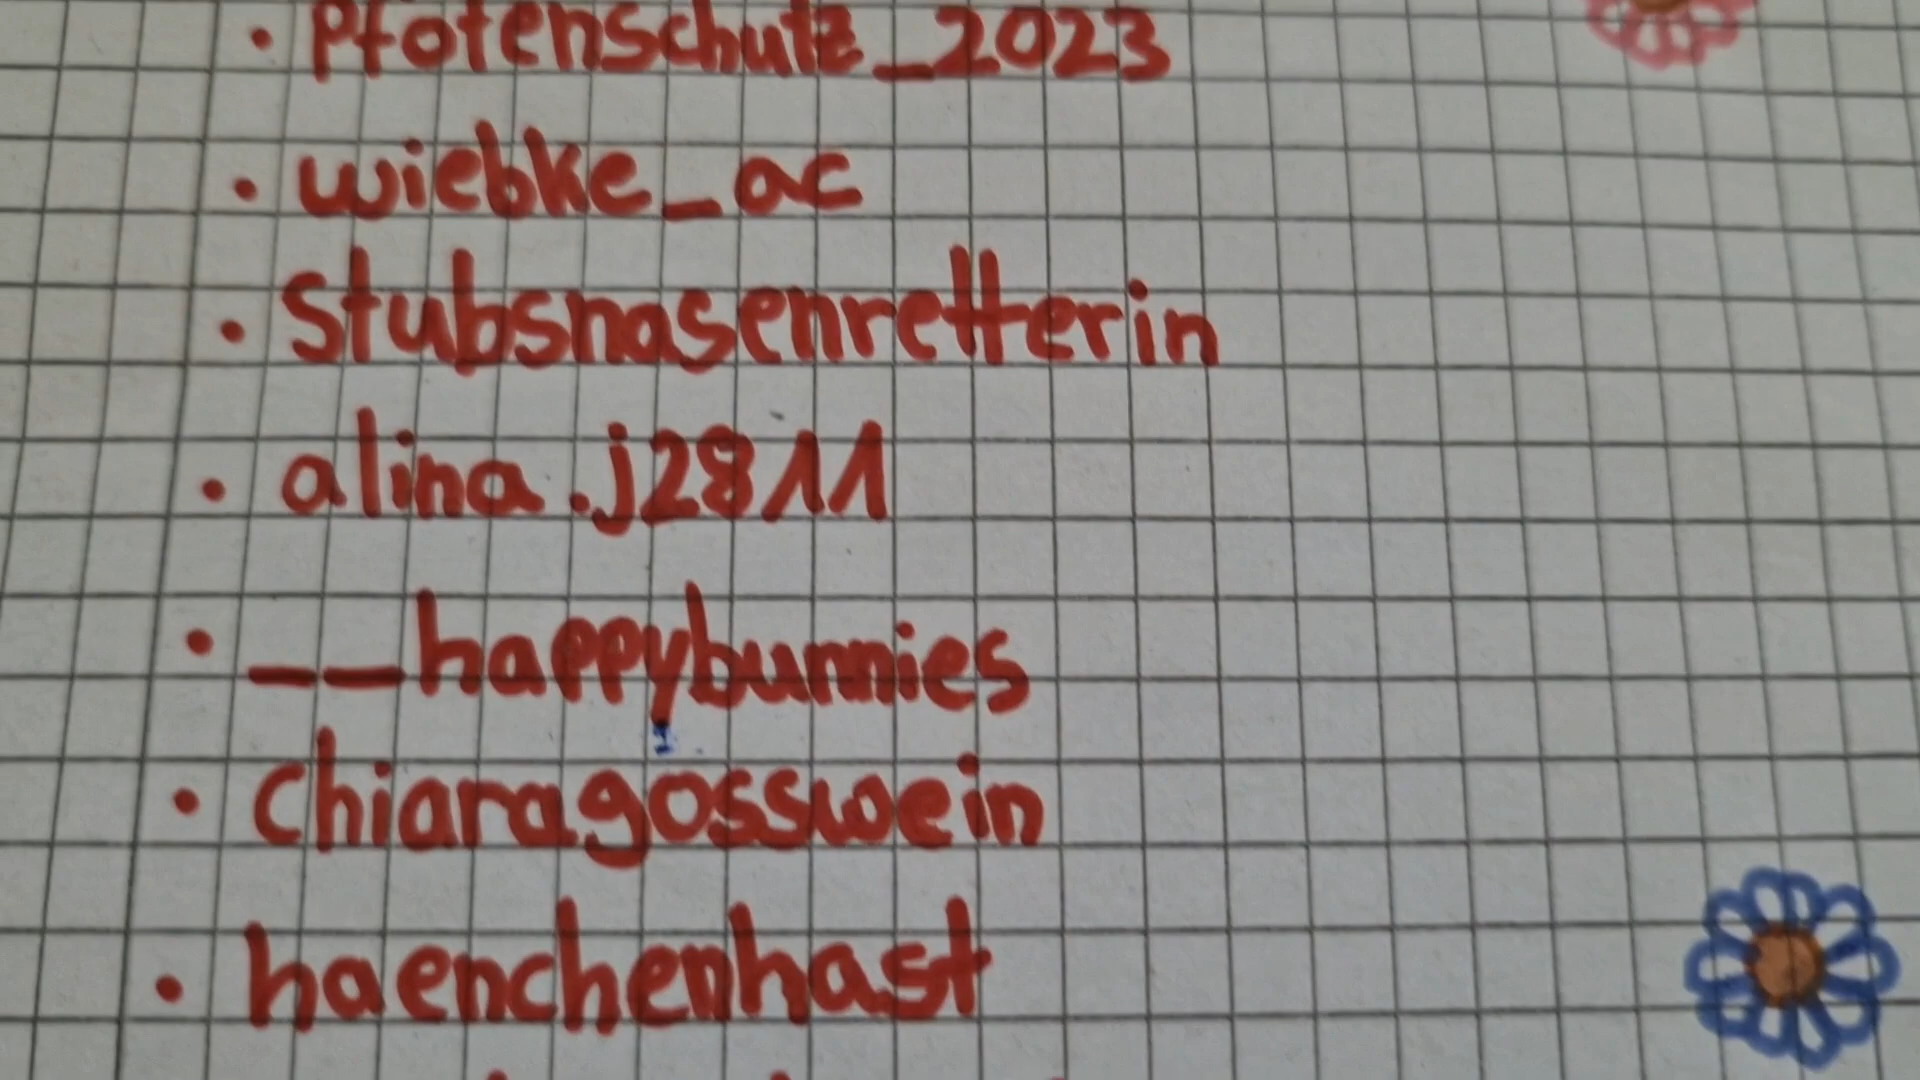 • Pfotenschutz_2023
• wiebke_ac
• Stubsnasenretterin
• alina.j2811
• __happybunnies
• Chiaragosswein
• haenchenhast